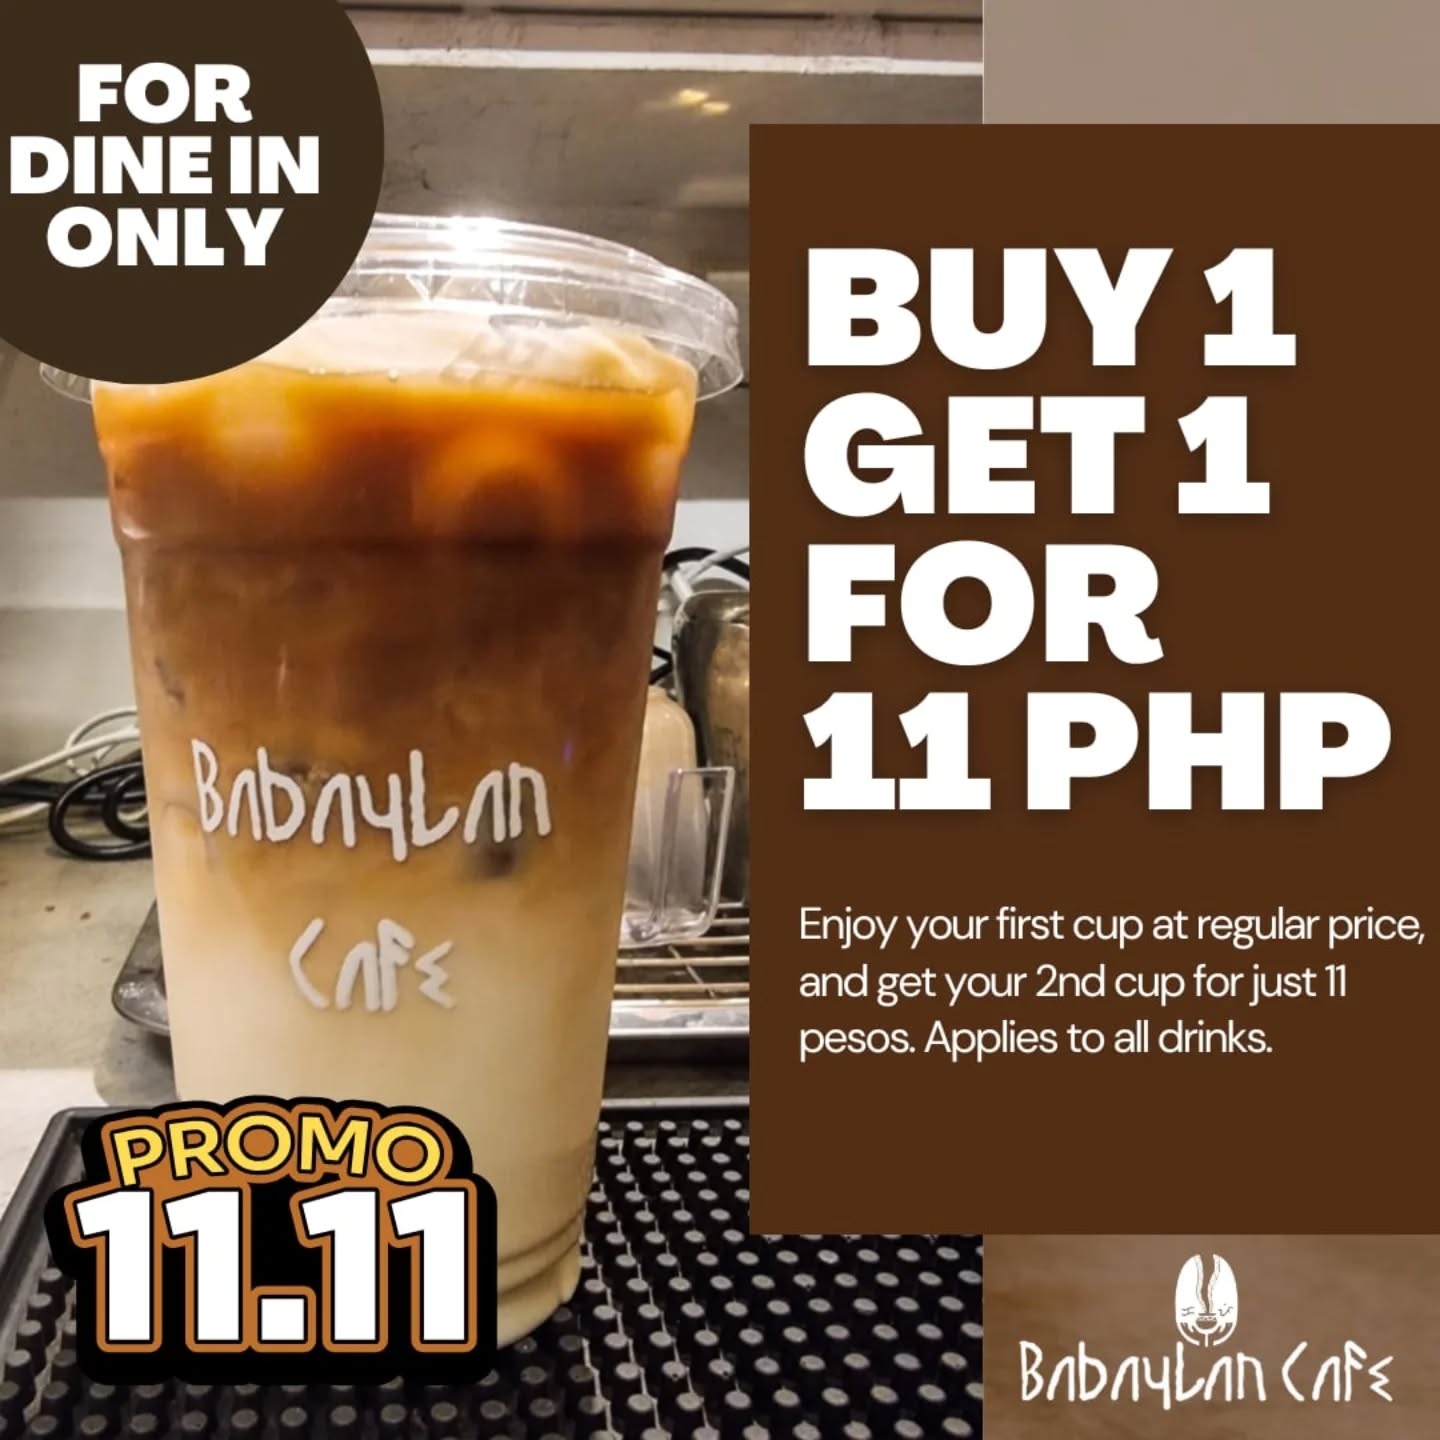 FOR
DINE IN
ONLY
BUY 1
GET 1
FOR
11 PHP
Enjoy your first cup at regular price,
and get your 2nd cup for just 11
pesos. Applies to all drinks.
Babaylan
Cafe
PROMO
11.11
Babaylan Cafe